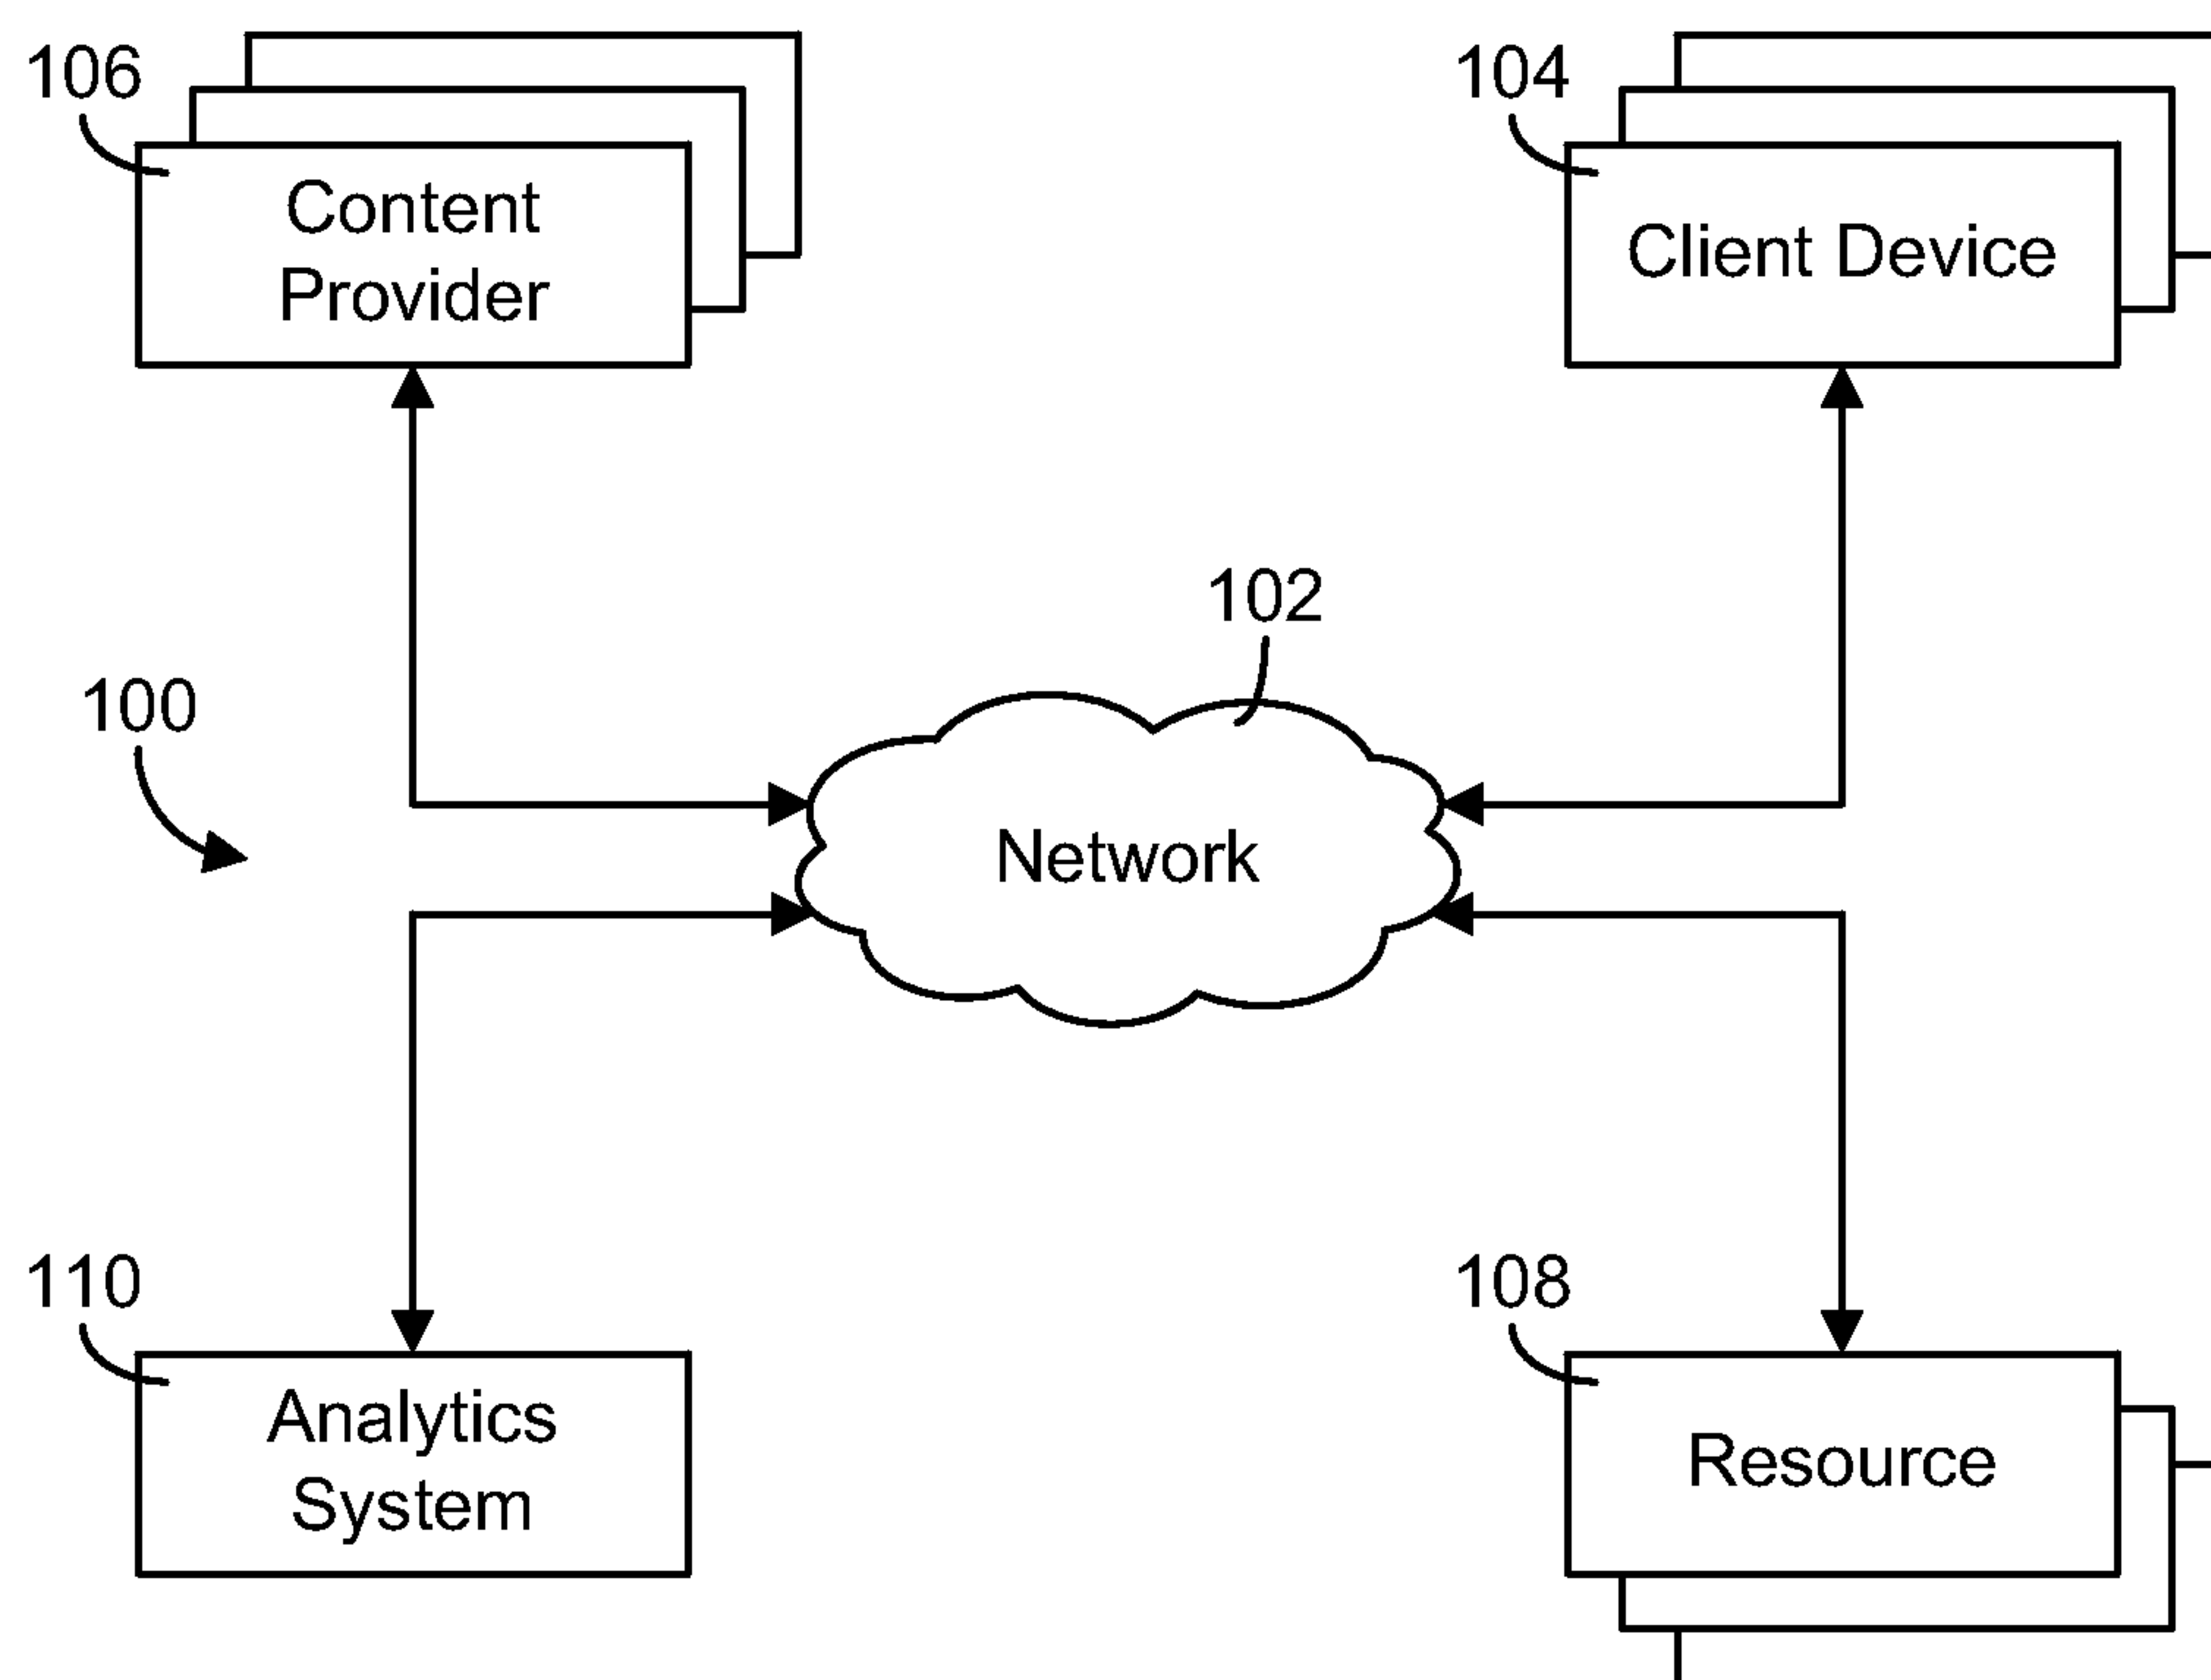 106
Content
Provider
104
Client Device
102
100
Network
110
Analytics
System
108
Resource